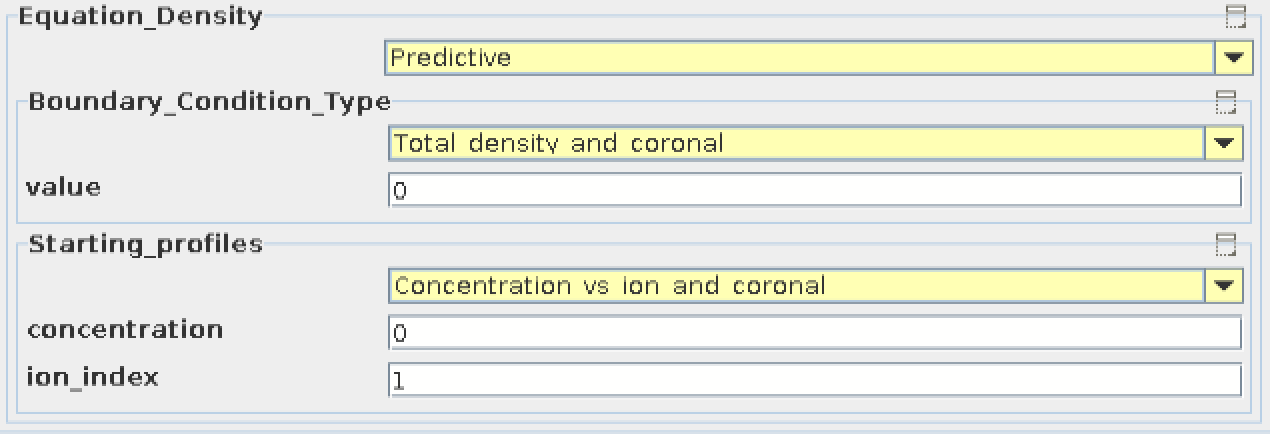 Equation_Density
Predictive
Boundary_Condition_Type
Total density and coronal
value
0
Starting_profiles
Concentration vs ion and coronal
concentration
0
ion_index
1